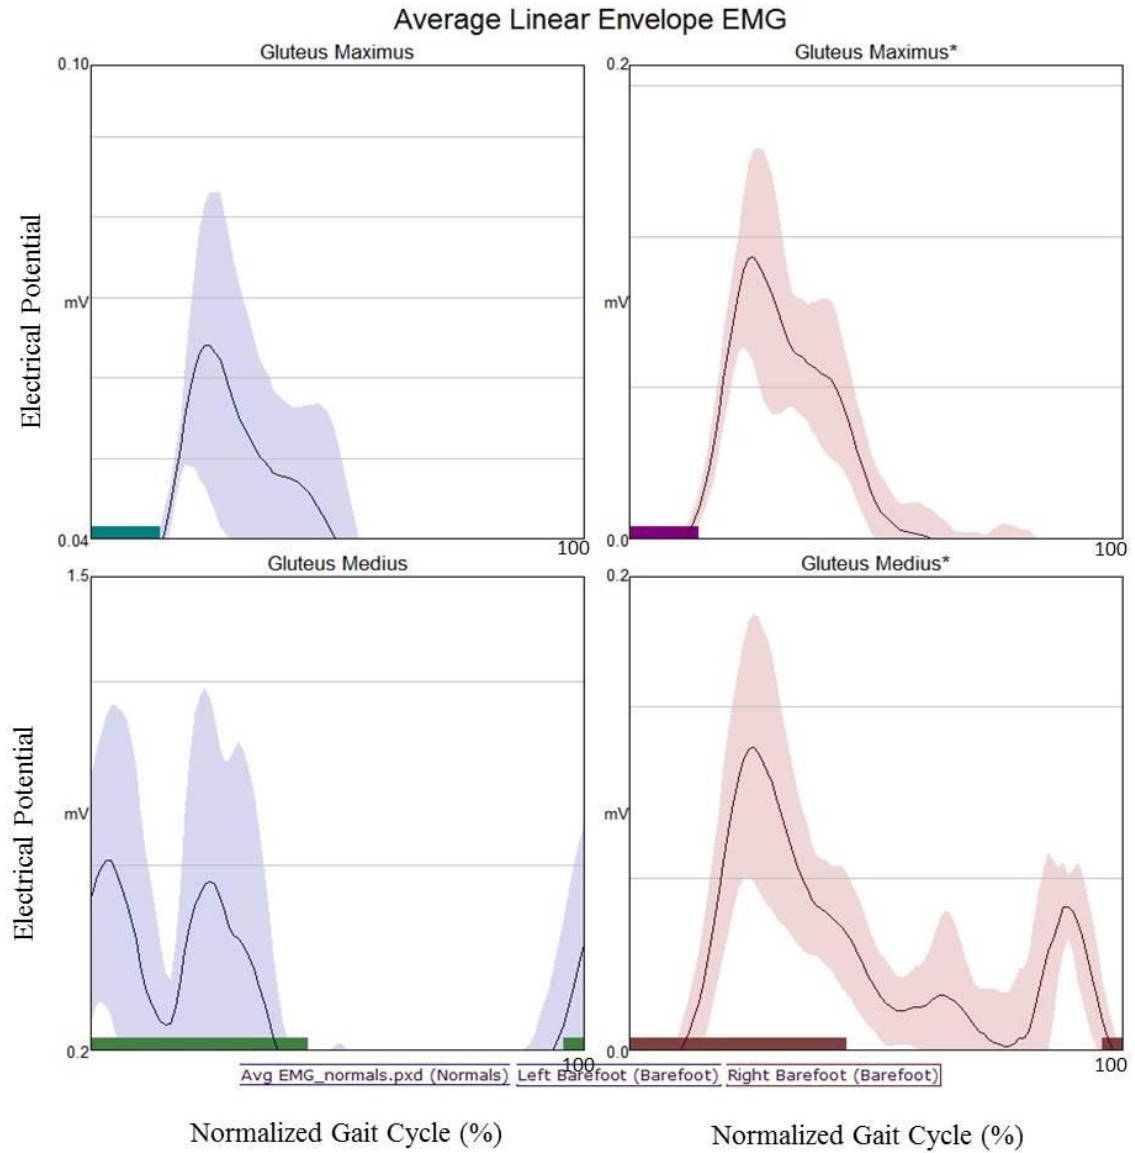 Average Linear Envelope EMG
Gluteus Maximus
Gluteus Maximus*
0.10
0.2
Electrical Potential
mV
mV
0.04
100
0.0
100
Gluteus Medius
Gluteus Medius*
1.5
0.2
Electrical Potential
mV
mV
0.2
100
0.0
100
Avg EMG_normals.pxd (Normals) Left Barefoot (Barefoot) Right Barefoot (Barefoot)
Normalized Gait Cycle (%)
Normalized Gait Cycle (%)